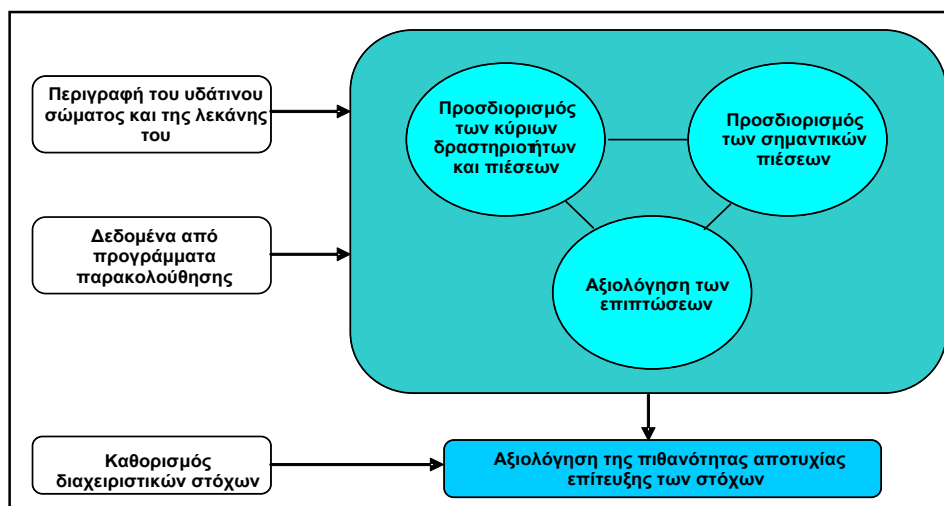 Περιγραφή του υδάτινου
σώματος και της λεκάνης
του
Προσδιορισμός
των κύριων
δραστηριοτήτων
και πιέσεων
Προσδιορισμός
των σημαντικών
πιέσεων
Δεδομένα από
προγράμματα
παρακολούθησης
Αξιολόγηση των
επιπτώσεων
Καθορισμός
διαχειριστικών στόχων
Αξιολόγηση της πιθανότητας αποτυχίας
επίτευξης των στόχων